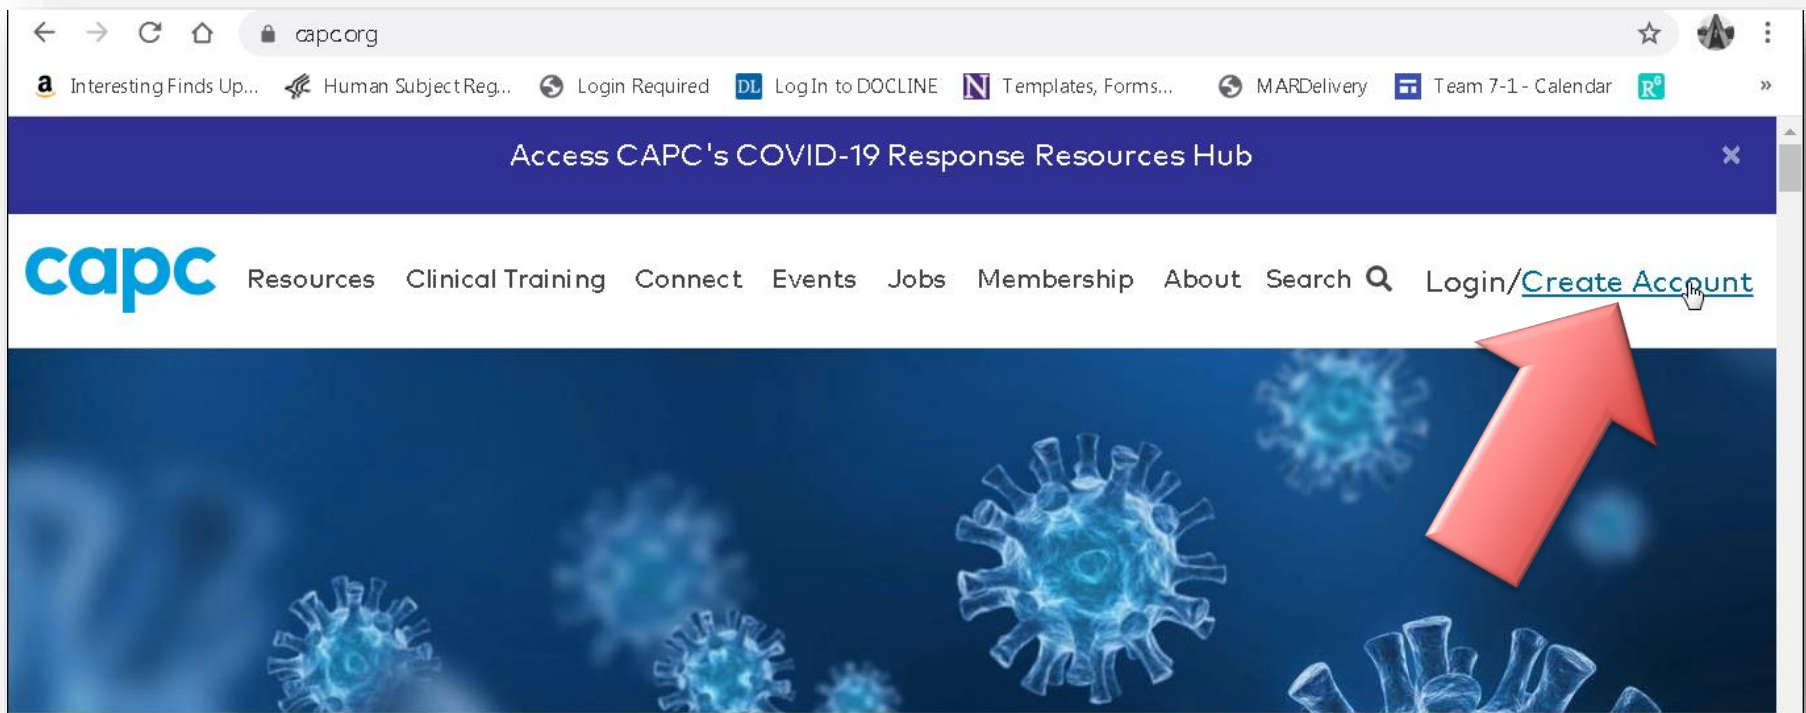 capc.org
a Interesting Finds Up... Human Subject Reg... Login Required DL Log In to DOCLINE N Templates, Forms... MARDelivery Team 7-1 - Calendar RG »
Access CAPC's COVID-19 Response Resources Hub ×
capc Resources Clinical Training Connect Events Jobs Membership About Search Login/Create Account